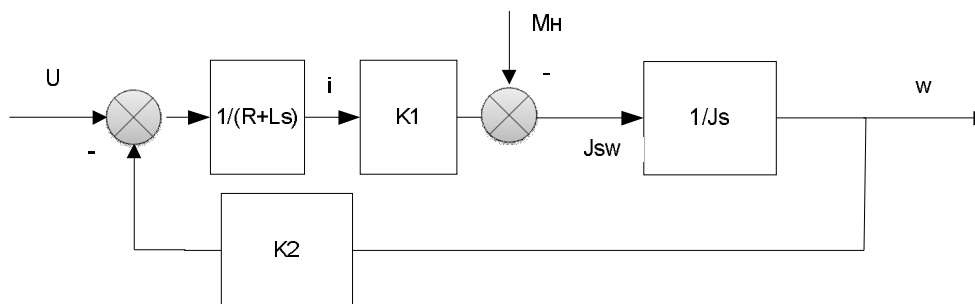 Mн
U
-
i
w
1/(R+Ls)
K1
1/Js
-
Jsw
K2